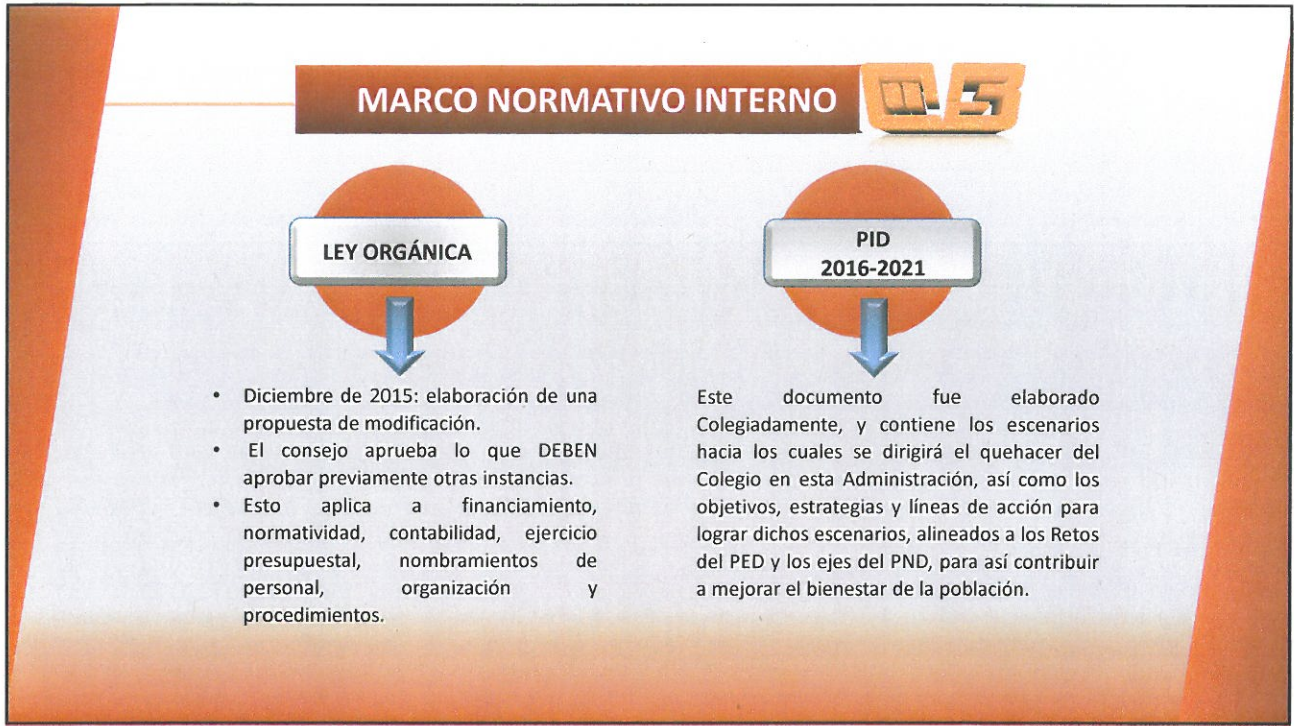 MARCO NORMATIVO INTERNO
LEY ORGÁNICA
• Diciembre de 2015: elaboración de una
propuesta de modificación.
• El consejo aprueba lo que DEBEN
aprobar previamente otras instancias.
• Esto aplica a financiamiento,
normatividad, contabilidad, ejercicio
presupuestal, nombramientos de
personal, organización y
procedimientos.
PID
2016-2021
Este documento fue elaborado
Colegiadamente, y contiene los escenarios
hacia los cuales se dirigirá el quehacer del
Colegio en esta Administración, así como los
objetivos, estrategias y líneas de acción para
lograr dichos escenarios, alineados a los Retos
del PED y los ejes del PND, para así contribuir
a mejorar el bienestar de la población.